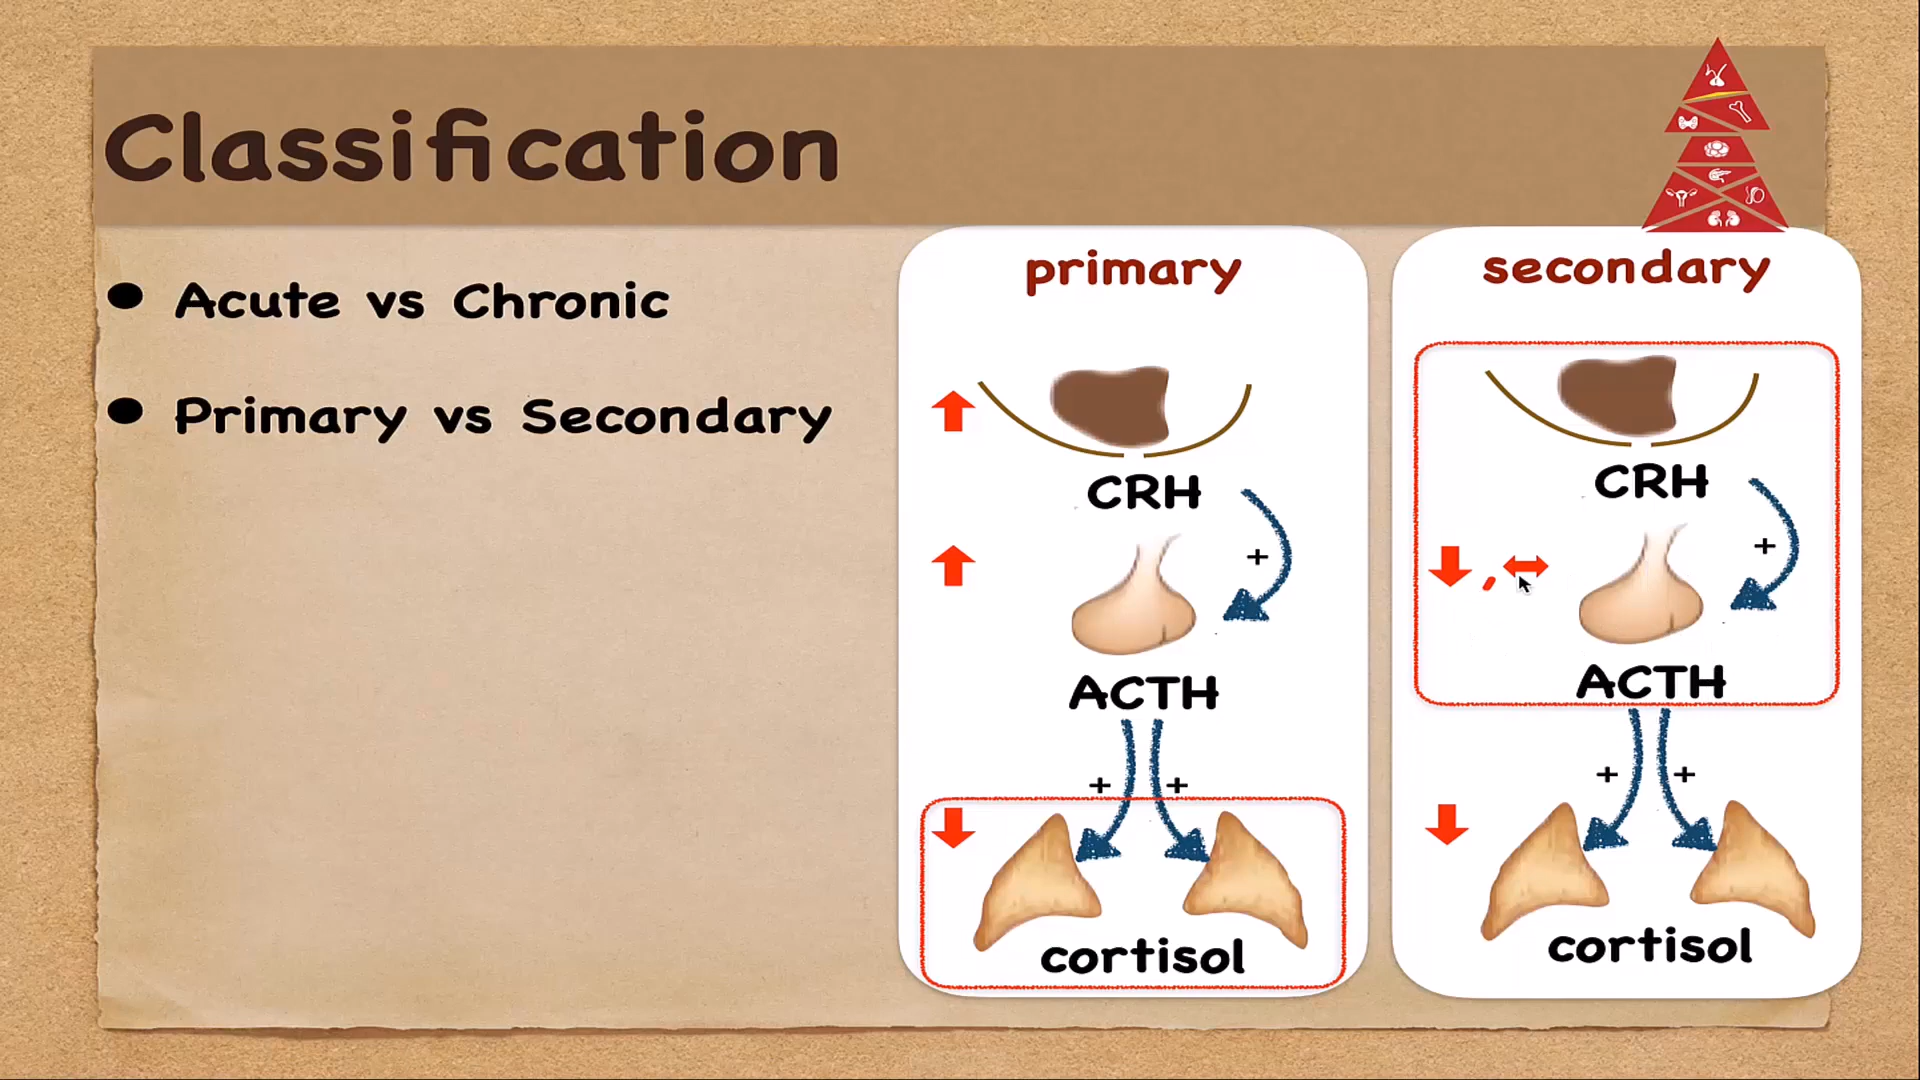 Classification
● Acute vs Chronic
● Primary vs Secondary
primary
CRH
+
ACTH
+ +
cortisol
secondary
CRH
+
,
ACTH
+ +
cortisol